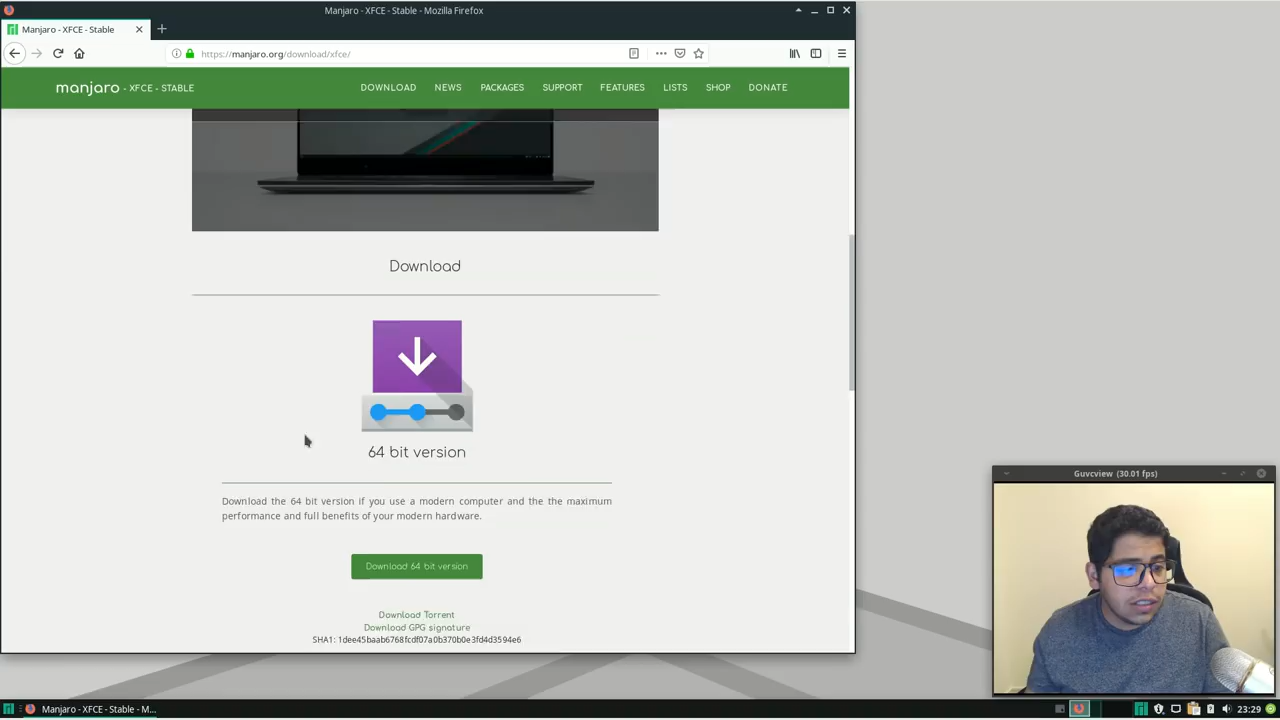 Manjaro - XFCE - Stable - Mozilla Firefox
Manjaro - XFCE - Stable
https://manjaro.org/download/xfce/
manjaro - XFCE - STABLE
DOWNLOAD
NEWS
PACKAGES
SUPPORT
FEATURES
LISTS
SHOP
DONATE
Download
64 bit version
Download the 64 bit version if you use a modern computer and the the maximum
performance and full benefits of your modern hardware.
Download 64 bit version
Download Torrent
Download GPG signature
SHA1: 1dee45baab6768fcdf07a0b370b0e3fd4d3594e6
Guvcview (30.01 fps)
Manjaro - XFCE - Stable - M...
23:29